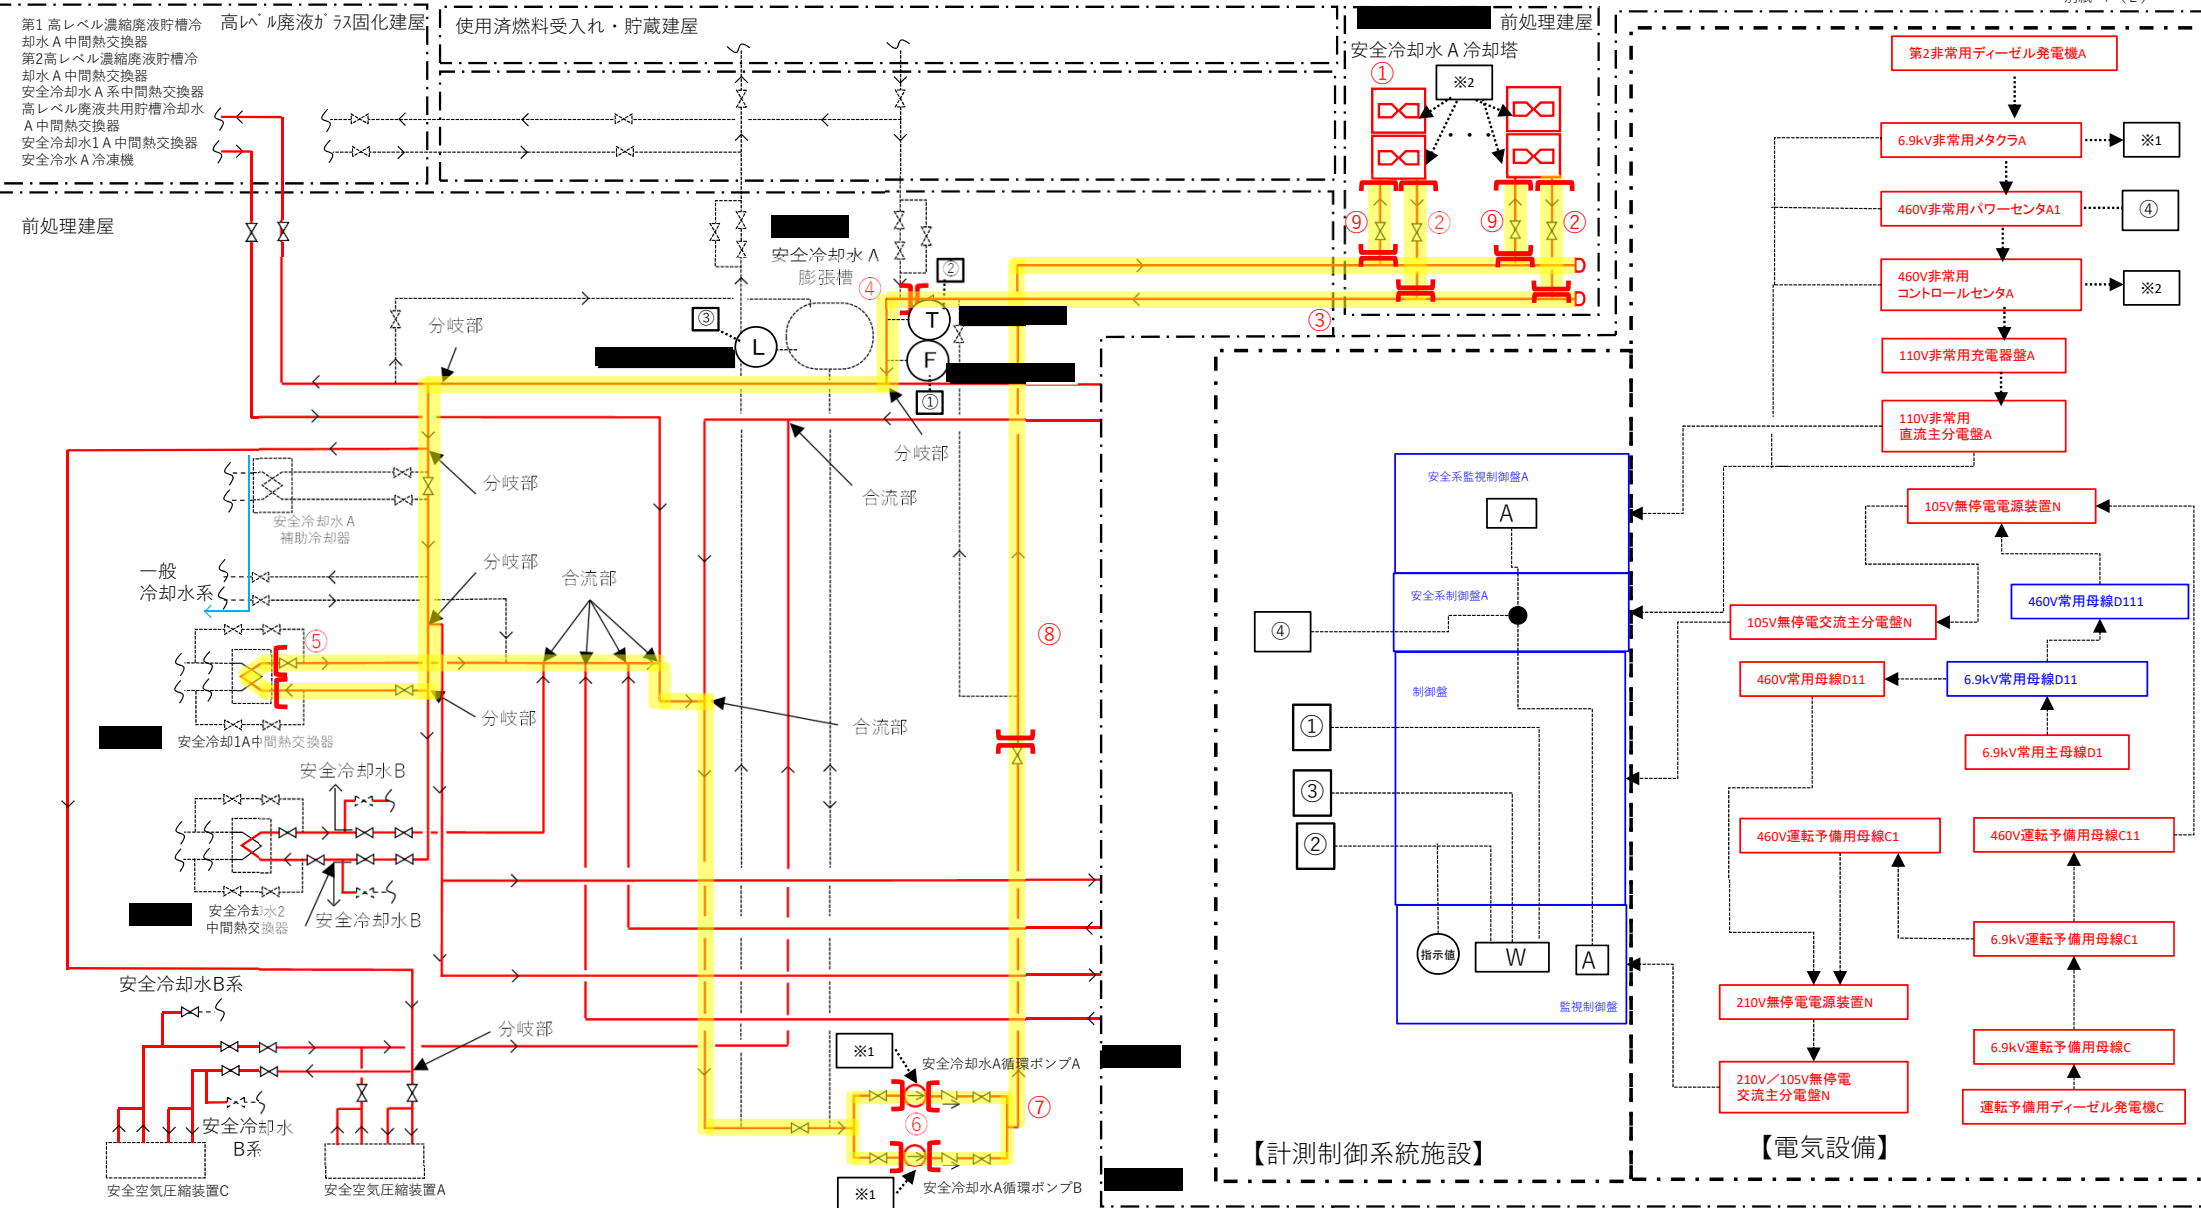 第1 高レベル濃縮廃液貯槽冷
却水A中間熱交換器
第2高レベル濃縮廃液貯槽冷
却水A中間熱交換器
安全冷却水A系中間熱交換器
高レベル廃液共用貯槽冷却水
A中間熱交換器
安全冷却水1A中間熱交換器
安全冷水A冷凍機
高レベル廃液ガラス固化建屋
使用済燃料受入れ・貯蔵建屋
前処理建屋
安全冷却水A冷却塔
①
※2
⑨
②
⑨
②
前処理建屋
安全冷却水A
膨張槽
④
②
③
L
T
F
①
③
分岐部
分岐部
合流部
分岐部
安全冷却水A
補助冷却器
一般
冷却水系
分岐部
合流部
⑤
⑧
分岐部
合流部
安全冷却1A中間熱交換器
安全冷却水B
安全冷却水2
中間熱交換器
安全冷却水B
安全冷却水B系
分岐部
安全冷却水
B系
安全空気圧縮装置C
安全空気圧縮装置A
※1
安全冷却水A循環ポンプA
⑥
⑦
※1
安全冷却水A循環ポンプB
安全系監視制御盤A
A
安全系制御盤A
④
制御盤
①
③
②
指示値
W
A
監視制御盤
【計測制御系統施設】
第2非常用ディーゼル発電機A
6.9kV非常用メタクラA
※1
460V非常用パワーセンタA1
④
460V非常用
コントロールセンタA
※2
110V非常用充電器盤A
110V非常用
直流主分電盤A
105V無停電電源装置N
460V常用母線D111
105V無停電交流主分電盤N
460V常用母線D11
6.9kV常用母線D11
6.9kV常用主母線D1
460V運転予備用母線C1
460V運転予備用母線C11
6.9kV運転予備用母線C1
210V無停電電源装置N
6.9kV運転予備用母線C
210V／105V無停電
交流主分電盤N
運転予備用ディーゼル発電機C
【電気設備】